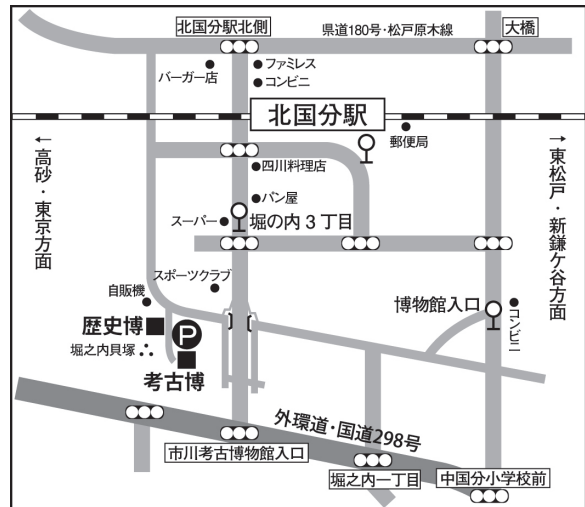 北国分駅北側
県道180号・松戸原木線
大橋
バーガー店
ファミレス
コンビニ
北国分駅
郵便局
←高砂・東京方面
→東松戸・新鎌ケ谷方面
四川料理店
パン屋
スーパー
堀の内3丁目
スポーツクラブ
自販機
博物館入口
コンビニ
歴史博
P
堀之内貝塚
考古博
外環道・国道298号
市川考古博物館入口
堀之内一丁目
中国分小学校前